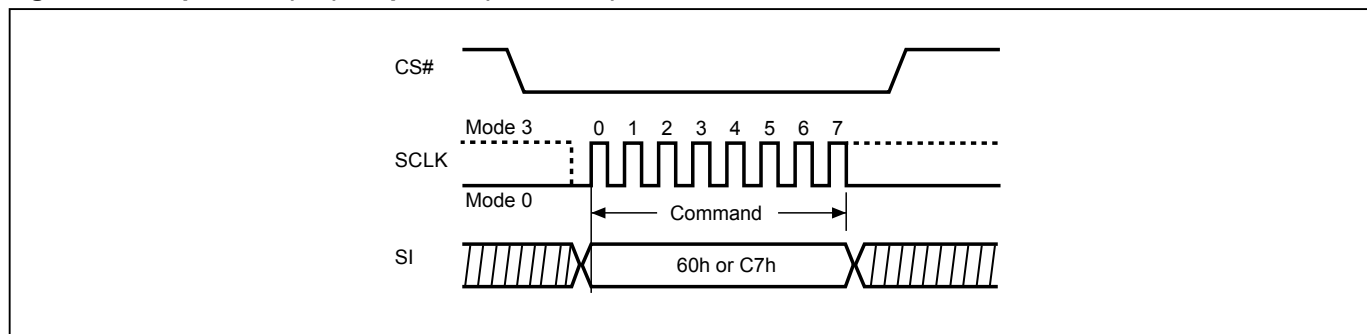 CS#
Mode 3
0 1 2 3 4 5 6 7
SCLK
Mode 0
Command
SI
60h or C7h